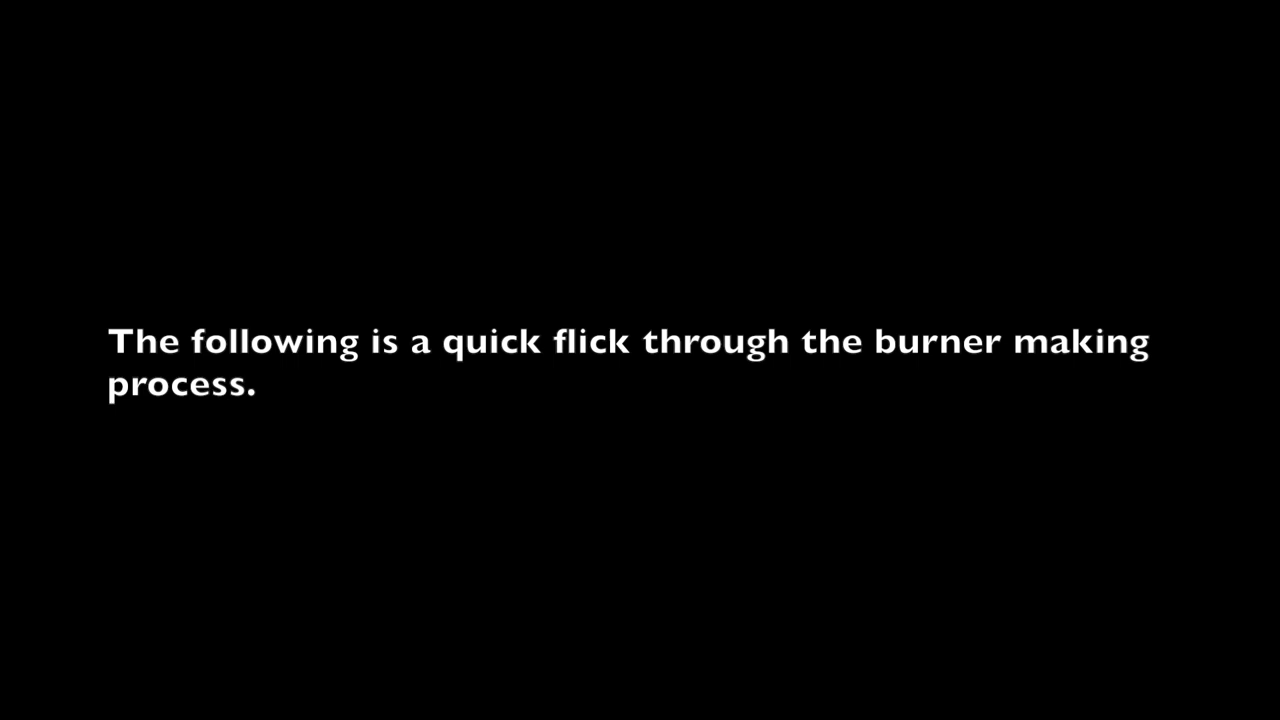 The following is a quick flick through the burner making
process.